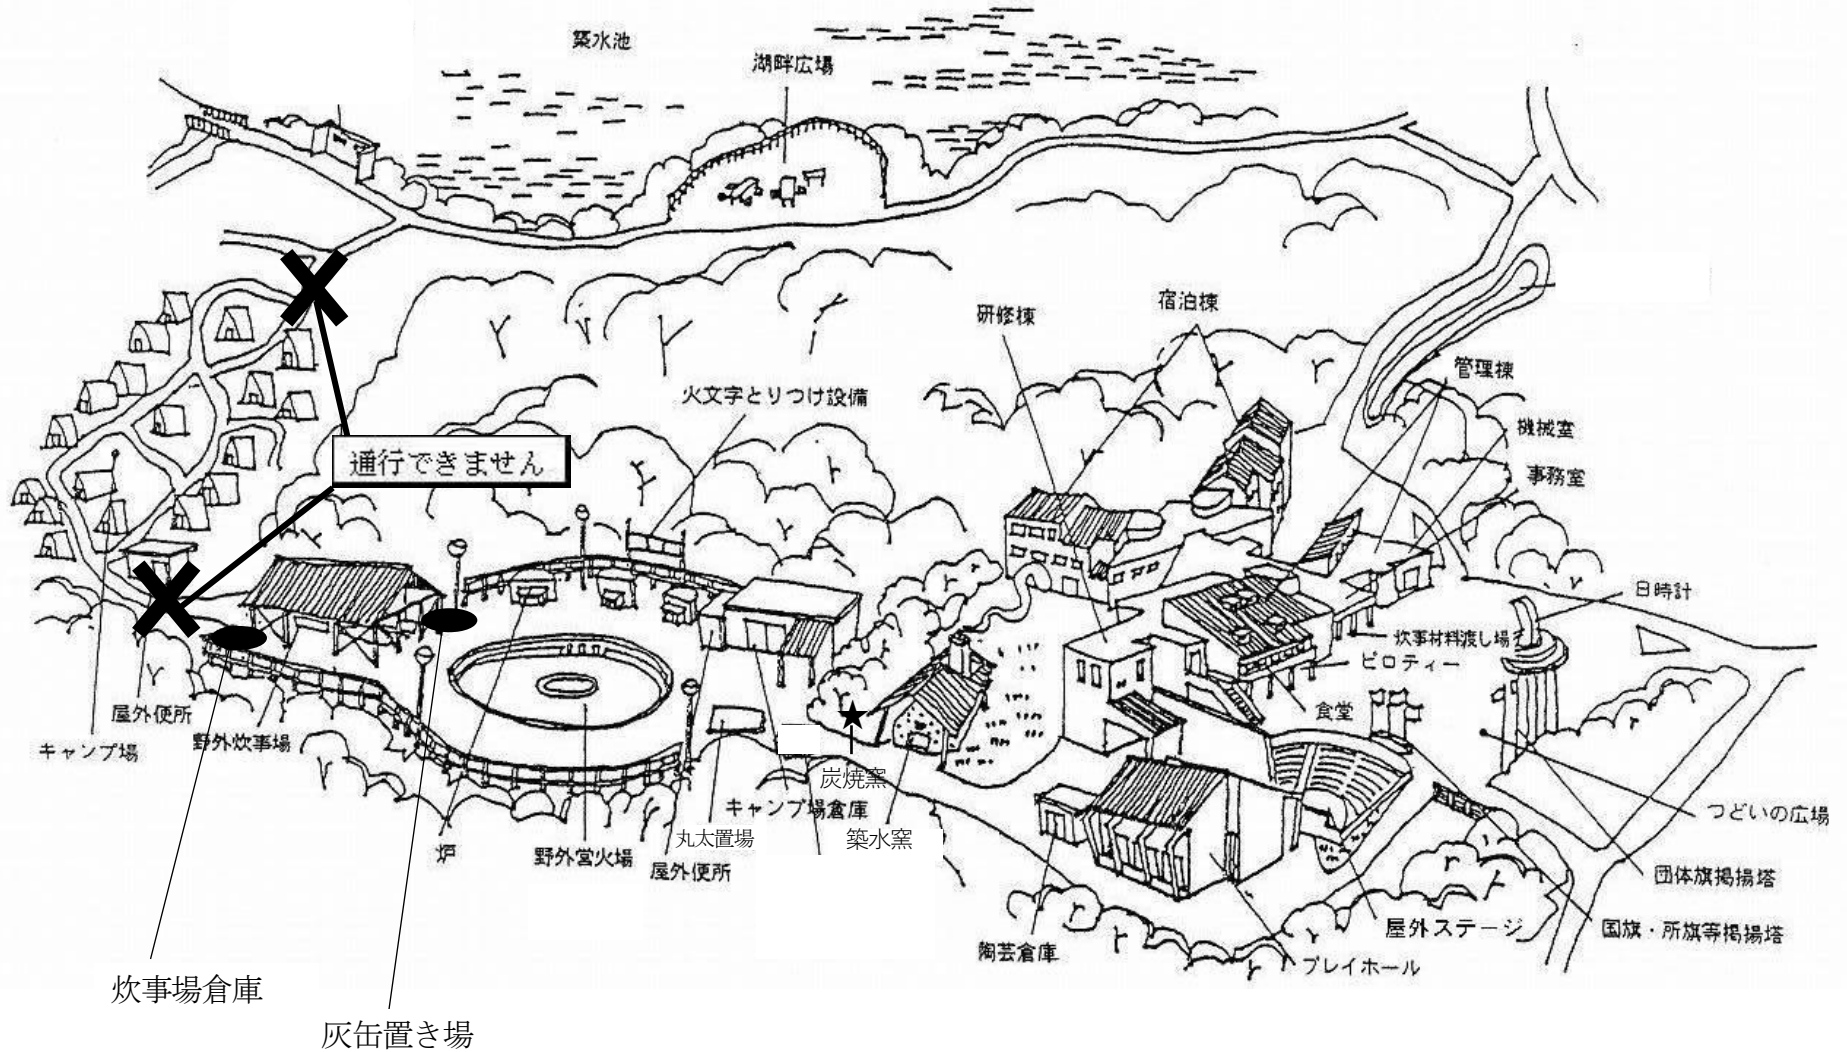 築水池
湖畔広場
研修棟
宿泊棟
管理棟
火文字とりつけ設備
機械室
通行できません
事務室
日時計
炊事材料渡し場
ピロティー
屋外便所
食堂
キャンプ場
野外炊事場
炭焼窯
キャンプ場倉庫
つどいの広場
炉
野外営火場
丸太置場
築水窯
屋外便所
団体旗掲揚塔
屋外ステージ
国旗・所旗等掲揚塔
陶芸倉庫
プレイホール
炊事場倉庫
灰缶置き場